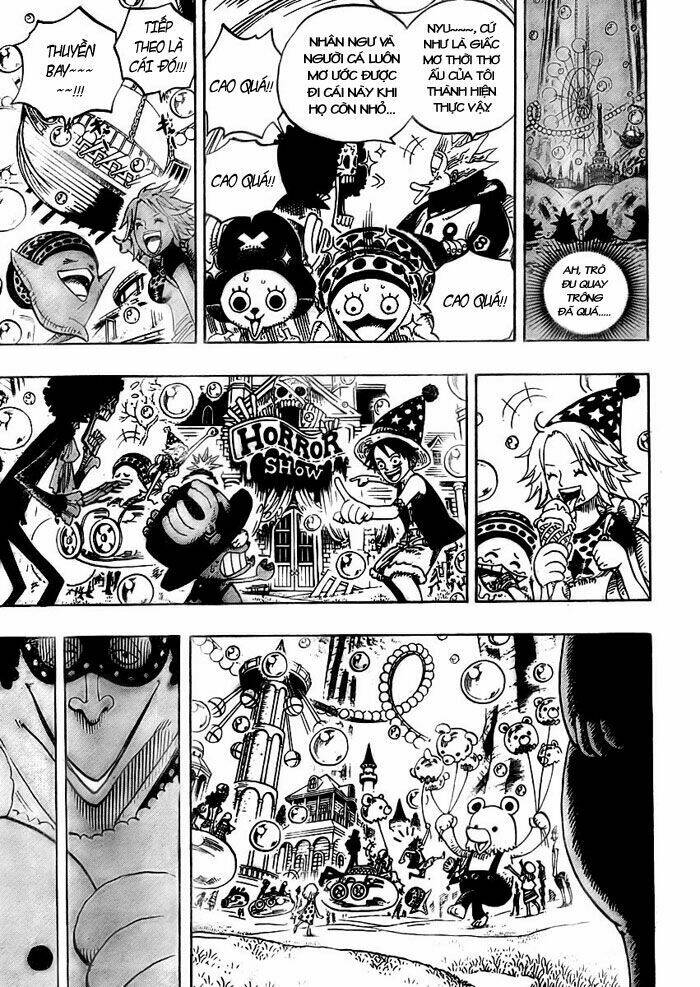 AH, TRÒ
ĐU QUAY
TRÔNG
ĐÃ QUÁ.....
NYU~~~, CỨ
NHƯ LÀ GIẤC
MƠ THỜI THƠ
ẤU CỦA TÔI
THÀNH HIỆN
THỰC VẬY.
NHÂN NGƯ VÀ
NGƯỜI CÁ LUÔN
MƠ ƯỚC ĐƯỢC
ĐI CÁI NÀY KHI
HỌ CÒN NHỎ...
CAO QUÁ!!
CAO QUÁ!!
CAO QUÁ!!
TIẾP
THEO LÀ
CÁI ĐÓ!!!
THUYỀN
BAY~~~
~~!!!
HORROR
SHOW